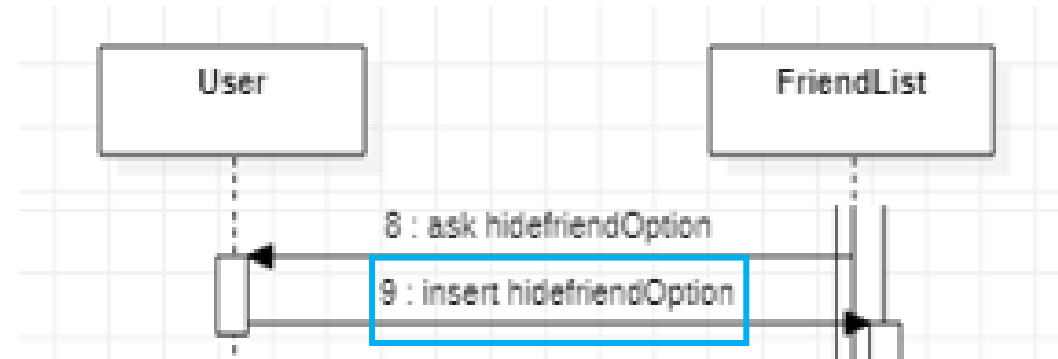 User
FriendList
8 : ask hidefriendOption
9 : insert hidefriendOption